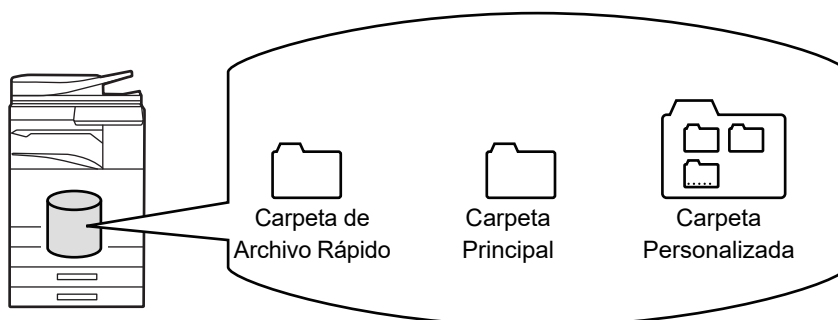 Carpeta de
Archivo Rápido
Carpeta
Principal
Carpeta
Personalizada